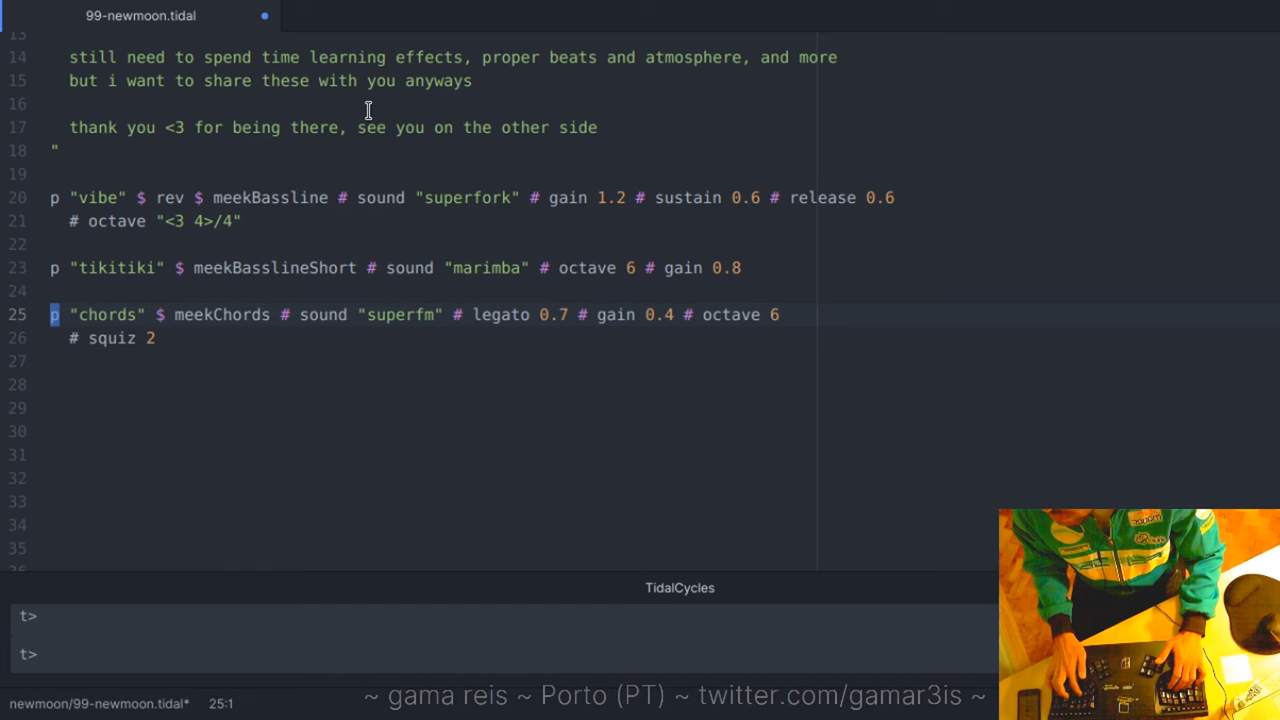 99-newmoon.tidal
13
14 still need to spend time learning effects, proper beats and atmosphere, and more
15 but i want to share these with you anyways
16
17 thank you <3 for being there, see you on the other side
18 "
19
20 p "vibe" $ rev $ meekBassline # sound "superfork" # gain 1.2 # sustain 0.6 # release 0.6
21 # octave "<3 4>/4"
22
23 p "tikitiki" $ meekBasslineShort # sound "marimba" # octave 6 # gain 0.8
24
25 p "chords" $ meekChords # sound "superfm" # legato 0.7 # gain 0.4 # octave 6
26 # squiz 2
27
28
29
30
31
32
33
34
35
TidalCycles
t>
t>
newmoon/99-newmoon.tidal* 25:1
~ gama reis ~ Porto (PT) ~ twitter.com/gamar3is ~